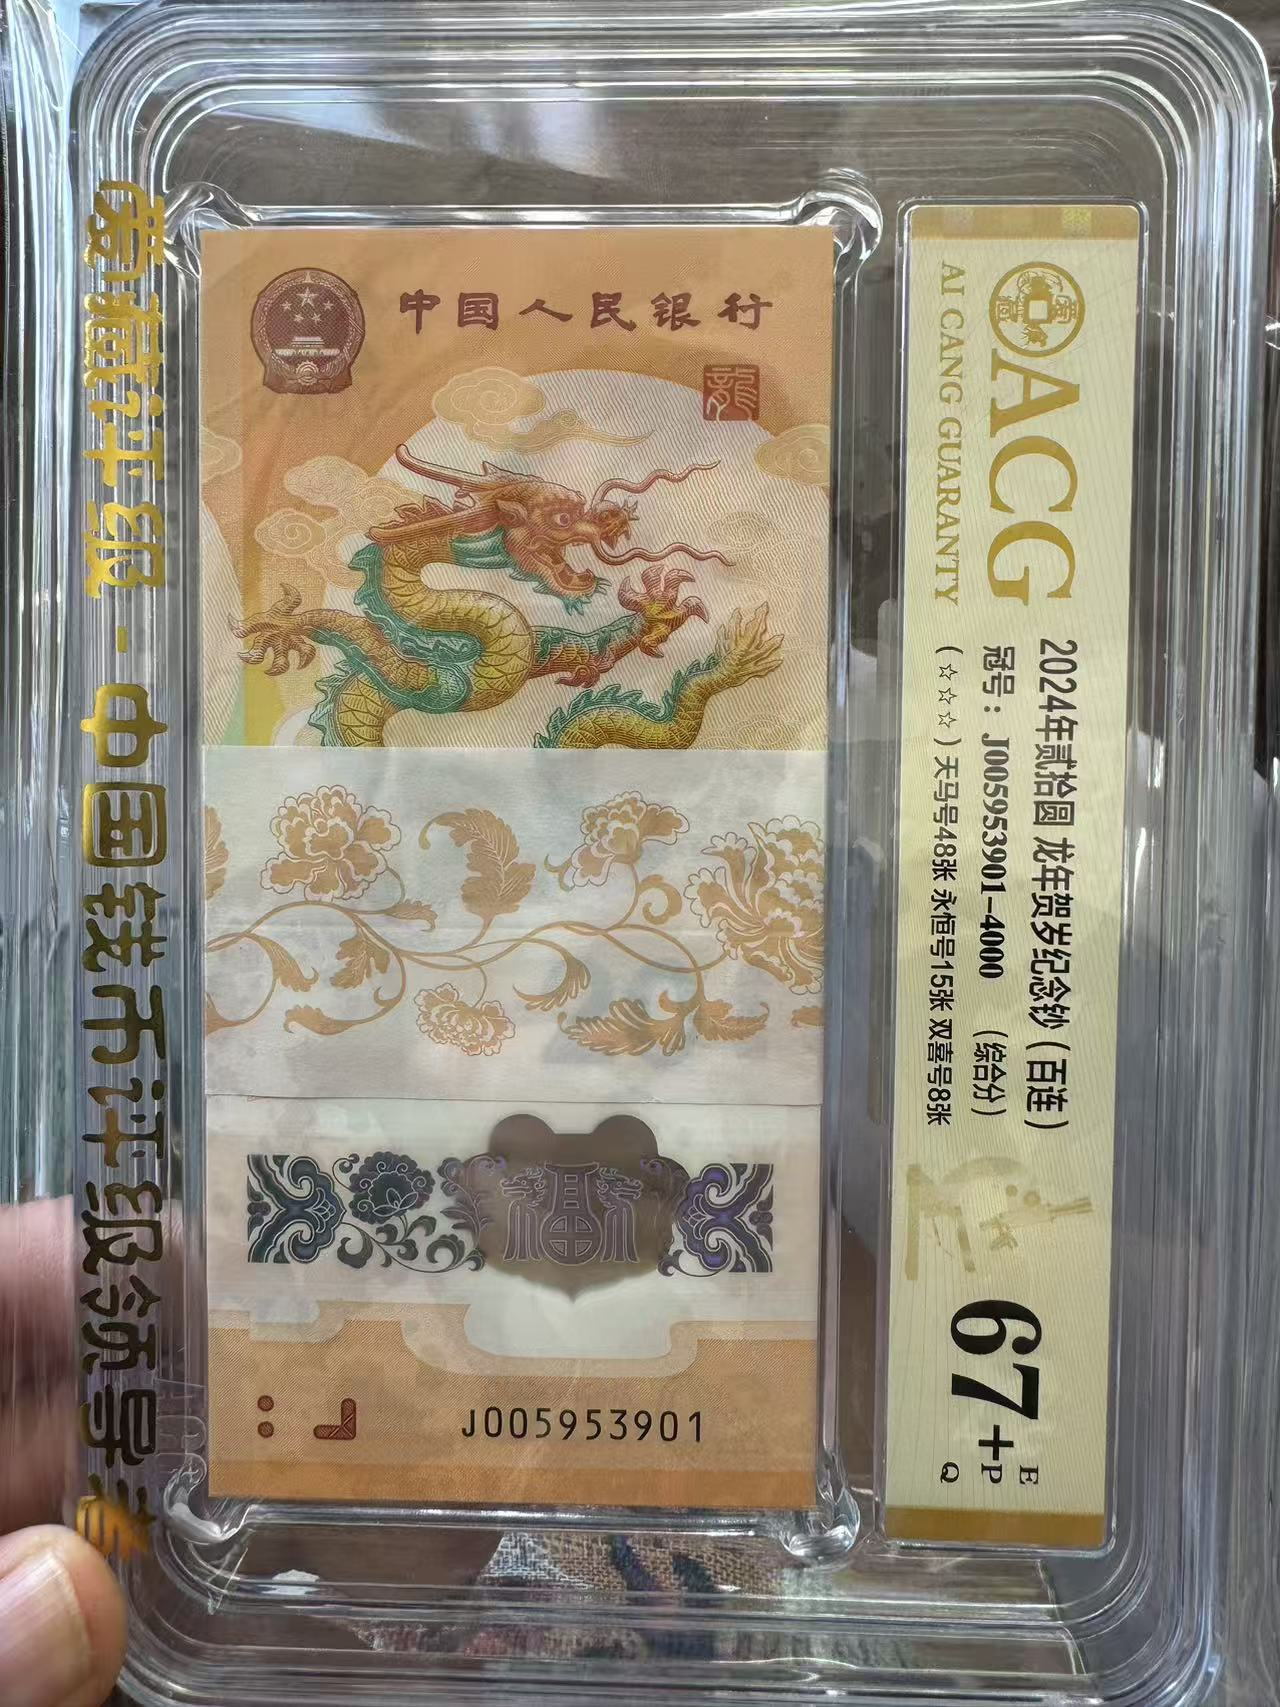 爱藏评级-中国钱币评级领导者
中国人民银行
龍
福
J005953901
ACG
AI CANG GUARANTY
2024年贰拾圆 龙年贺岁纪念钞（百连）
冠号：J005953901-4000 （综合分）
（☆☆☆）天马号48张 永恒号15张 双喜号8张
67+
E
P
Q